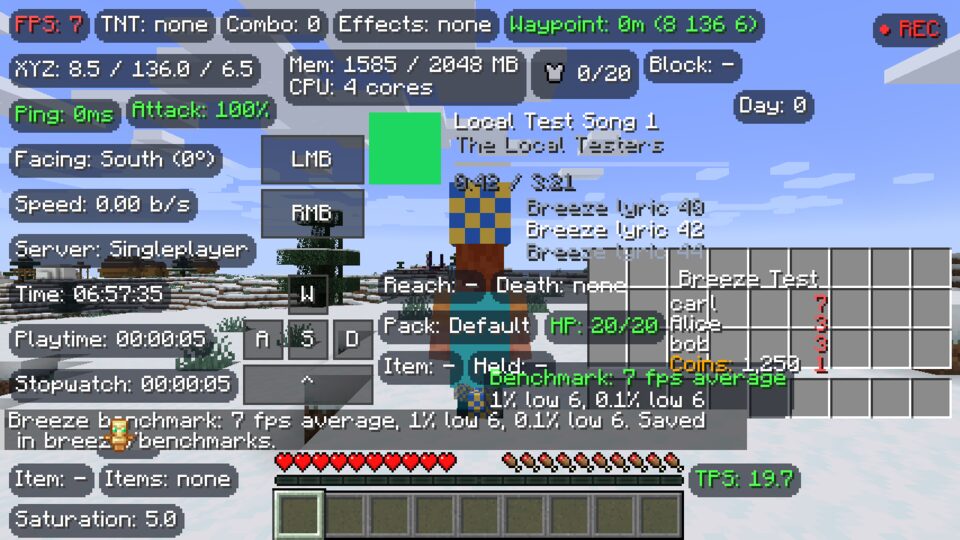 FPS: 7 TNT: none Combo: 0 Effects: none Waypoint: 0m (8 136 6) REC
XYZ: 8.5 / 136.0 / 6.5 Mem: 1585 / 2048 MB 0/20 Block: -
CPU: 4 cores
Ping: 0ms Attack: 100% Day: 0
Local Test Song 1
The Local Testers
Facing: South (0°) LMB
0:42 / 3:21
Speed: 0.00 b/s RMB
Breeze lyric 40
Breeze lyric 42
Breeze lyric 44
Server: Singleplayer
Breeze Test
Time: 06:57:35 W Reach: - Death: none
carl 7
Alice 3
Playtime: 00:00:05 A S D Pack: Default HP: 20/20
bob 3
Coins: 1,250 1
Item: - Held: -
Stopwatch: 00:00:05 ^
Benchmark: 7 fps average
1% low 6, 0.1% low 6
Breeze benchmark: 7 fps average, 1% low 6, 0.1% low 6. Saved
in breeze/benchmarks.
Item: - Items: none TPS: 19.7
Saturation: 5.0